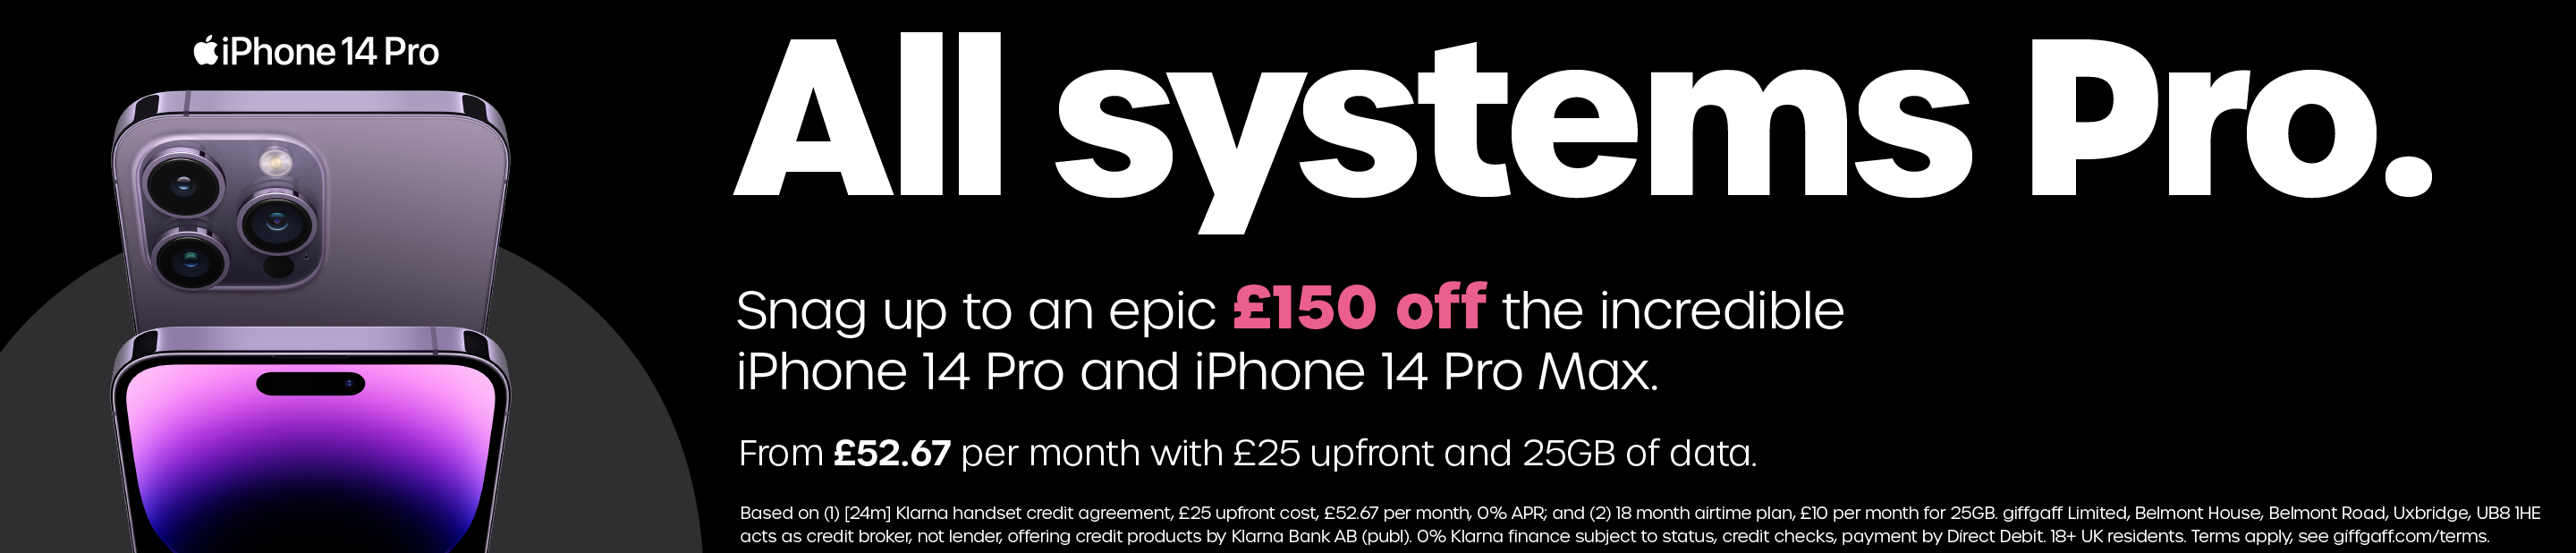 iPhone 14 Pro
All systems Pro.
Snag up to an epic £150 off the incredible
iPhone 14 Pro and iPhone 14 Pro Max.
From £52.67 per month with £25 upfront and 25GB of data.
Based on (1) [24m] Klarna handset credit agreement, £25 upfront cost, £52.67 per month, 0% APR; and (2) 18 month airtime plan, £10 per month for 25GB. giffgaff Limited, Belmont House, Belmont Road, Uxbridge, UB8 1HE
acts as credit broker, not lender, offering credit products by Klarna Bank AB (publ). 0% Klarna finance subject to status, credit checks, payment by Direct Debit. 18+ UK residents. Terms apply, see giffgaff.com/terms.